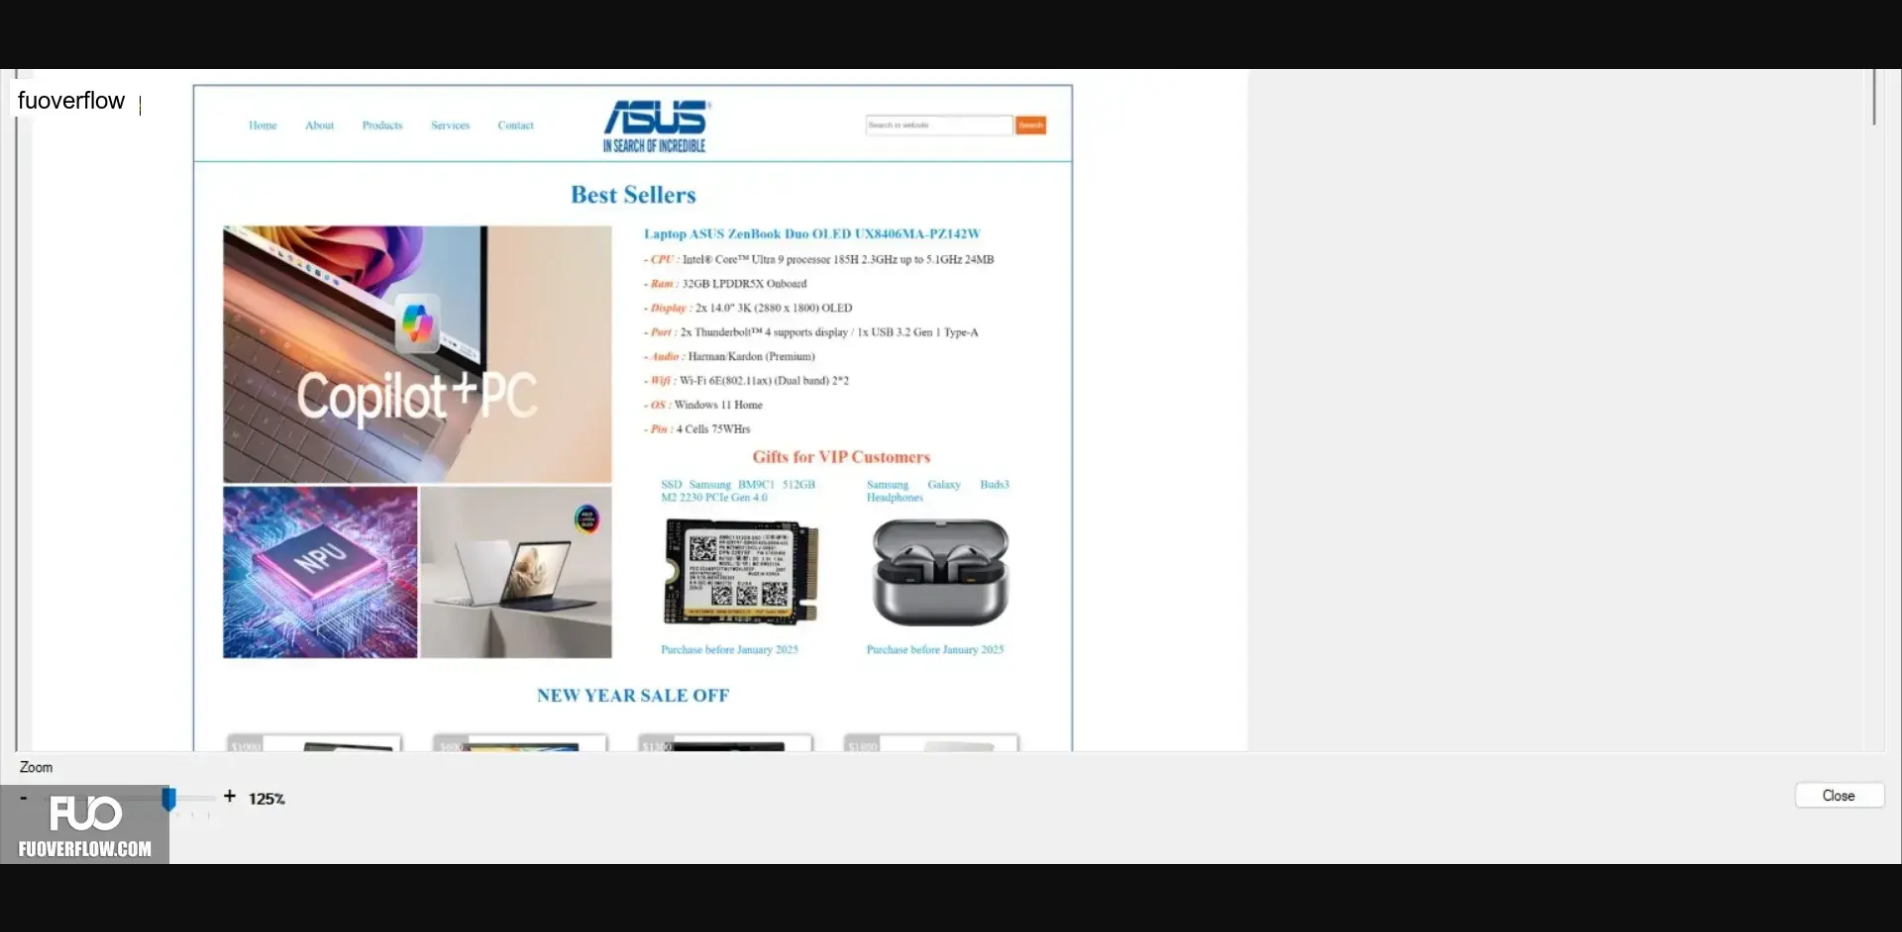 fuoverflow
Home About Products Services Contact
ASUS
IN SEARCH OF INCREDIBLE
Search in website
Search
Best Sellers
Copilot+PC
NPU
Laptop ASUS ZenBook Duo OLED UX8406MA-PZ142W
- CPU : Intel® Core™ Ultra 9 processor 185H 2.3GHz up to 5.1GHz 24MB
- Ram : 32GB LPDDR5X Onboard
- Display : 2x 14.0" 3K (2880 x 1800) OLED
- Port : 2x Thunderbolt™ 4 supports display / 1x USB 3.2 Gen 1 Type-A
- Audio : Harman/Kardon (Premium)
- Wifi : Wi-Fi 6E(802.11ax) (Dual band) 2*2
- OS : Windows 11 Home
- Pin : 4 Cells 75WHrs
Gifts for VIP Customers
SSD Samsung BM9C1 512GB
M2 2230 PCIe Gen 4.0
Samsung Galaxy Buds3
Headphones
Purchase before January 2025
Purchase before January 2025
NEW YEAR SALE OFF
Zoom
- + 125%
Close
FUO
FUOVERFLOW.COM